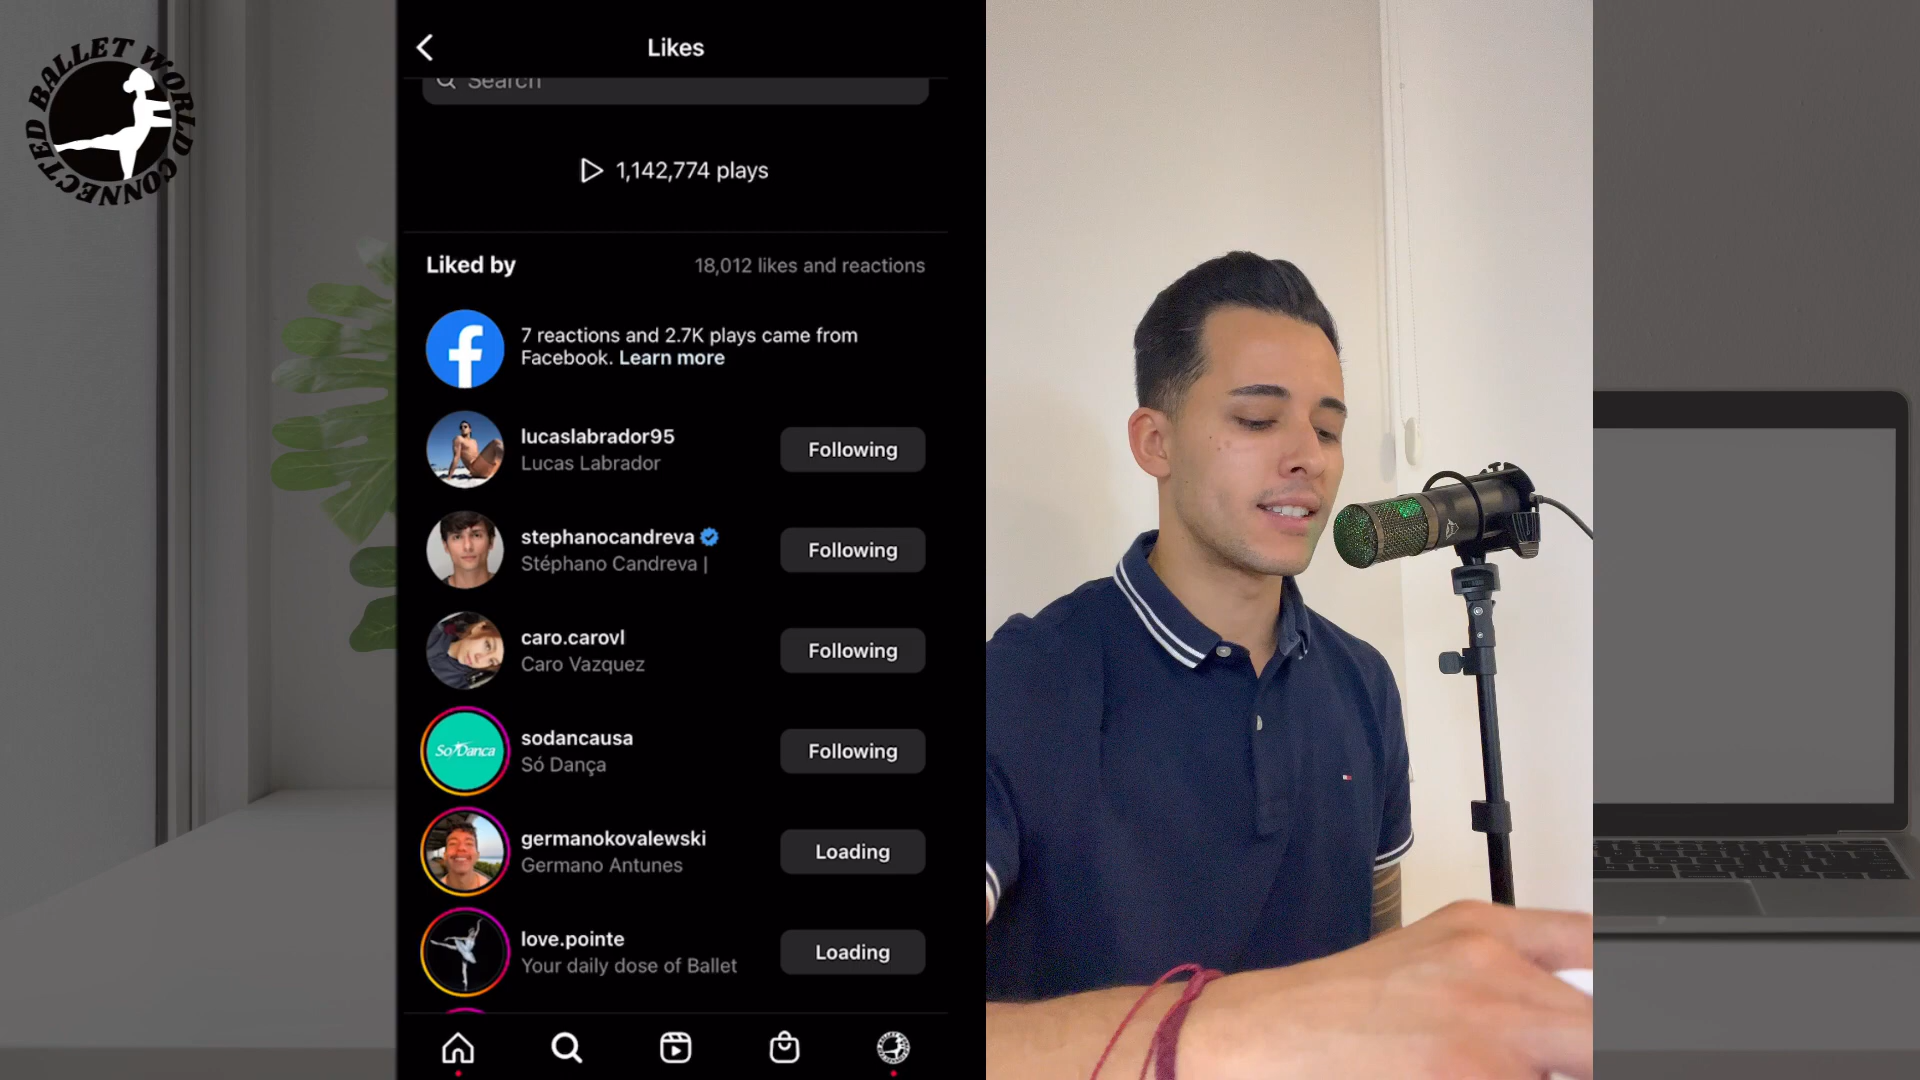 BALLET WORLD CONNECTED
Likes
Search
1,142,774 plays
Liked by
18,012 likes and reactions
7 reactions and 2.7K plays came from
Facebook. Learn more
lucaslabrador95
Lucas Labrador
Following
stephanocandreva
Stéphano Candreva |
Following
caro.carovl
Caro Vazquez
Following
So Danca
sodancausa
Só Dança
Following
germanokovalewski
Germano Antunes
Loading
love.pointe
Your daily dose of Ballet
Loading